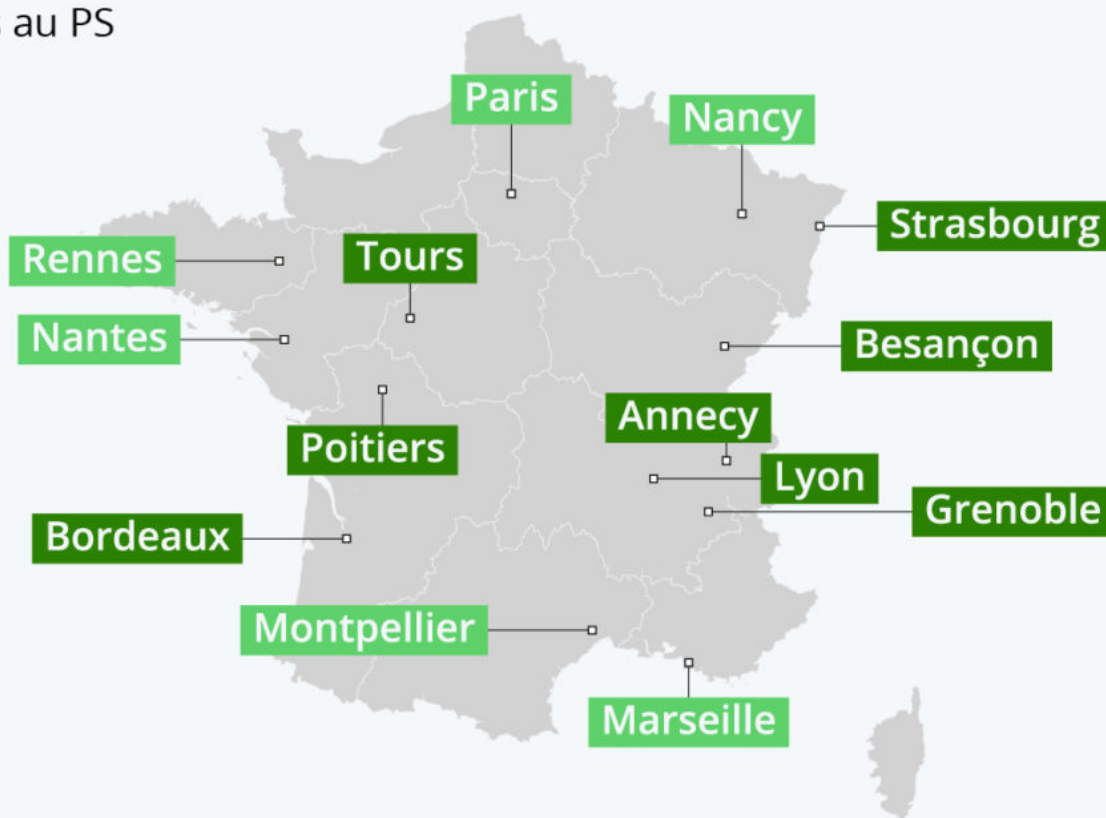 au PS
Paris
Nancy
Strasbourg
Rennes
Tours
Nantes
Besançon
Annecy
Poitiers
Lyon
Grenoble
Bordeaux
Montpellier
Marseille